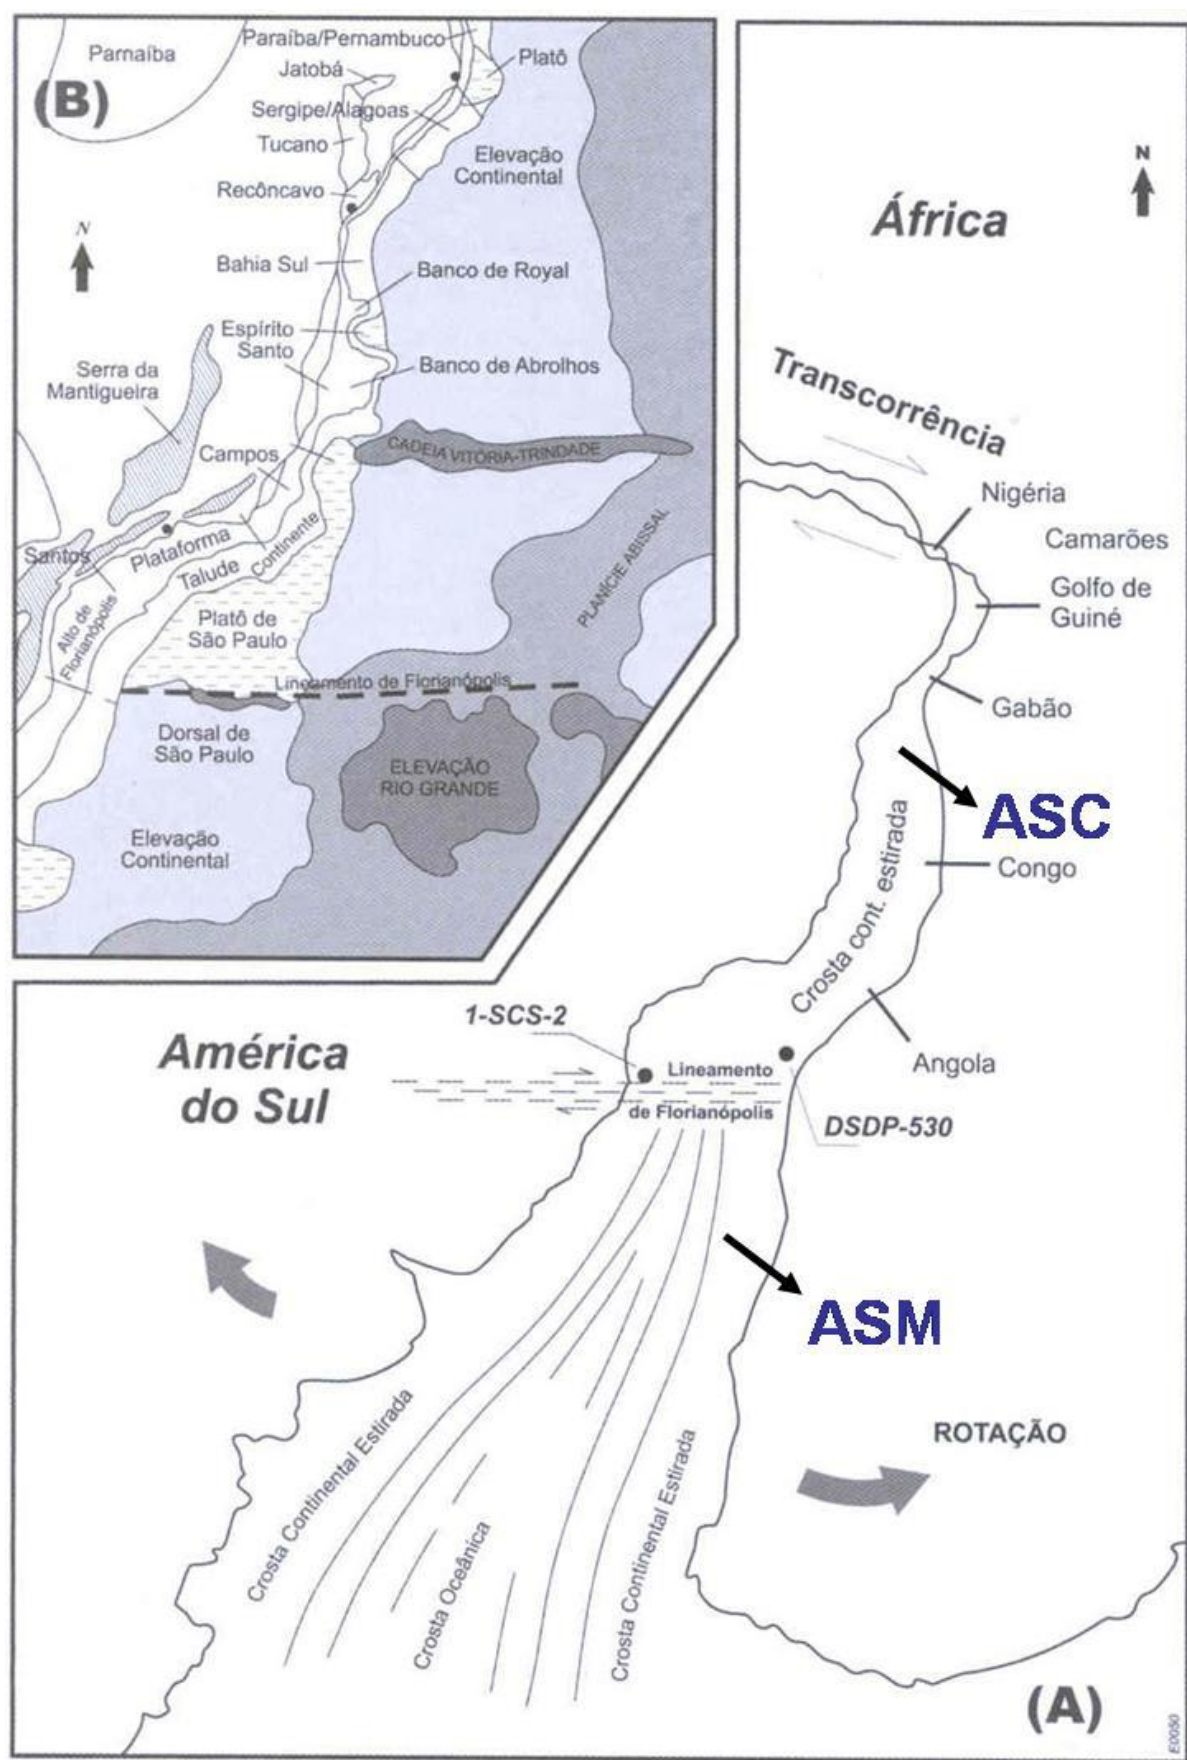 Parnaíba
(B)
Paraíba/Pernambuco
Jatobá
Platô
Sergipe/Alagoas
Tucano
Elevação
Continental
Recôncavo
N
Bahia Sul
Banco de Royal
Espírito
Santo
Banco de Abrolhos
Serra da
Mantigueira
CADEIA VITÓRIA-TRINDADE
Campos
Santos
Plataforma
Talude
Continente
PLANÍCIE ABISSAL
Alto de
Florianópolis
Platô de
São Paulo
Lineamento de Florianópolis
Dorsal de
São Paulo
ELEVAÇÃO
RIO GRANDE
Elevação
Continental
N
África
Transcorrência
Nigéria
Camarões
Golfo de
Guiné
Gabão
ASC
Crosta cont. estirada
Congo
1-SCS-2
América
do Sul
Lineamento
de Florianópolis
Angola
DSDP-530
ASM
ROTAÇÃO
Crosta Continental Estirada
Crosta Oceânica
Crosta Continental Estirada
(A)
E0050